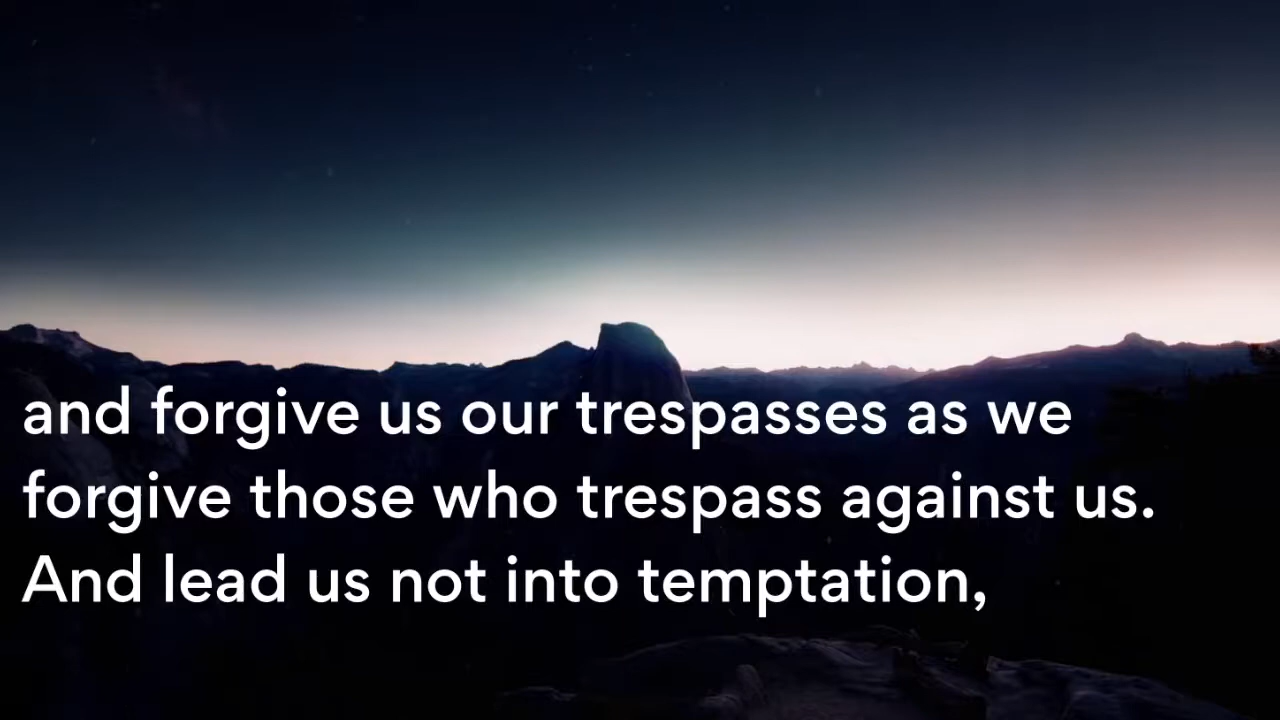 and forgive us our trespasses as we
forgive those who trespass against us.
And lead us not into temptation,